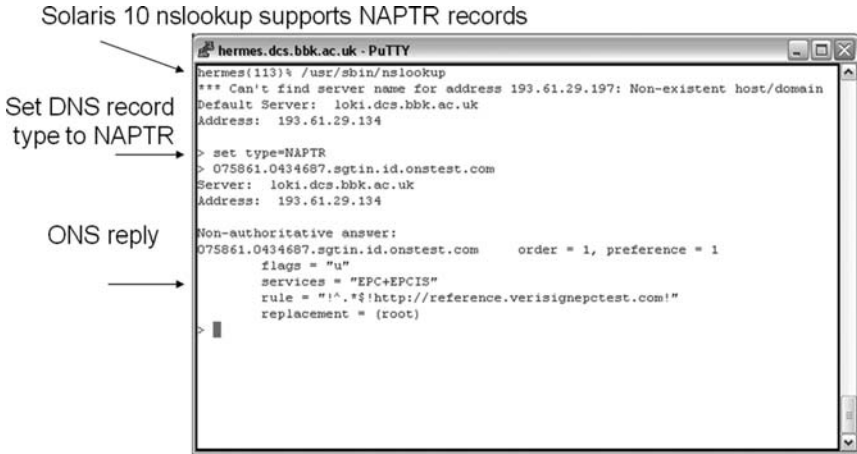 Solaris 10 nslookup supports NAPTR records
hermes.dcs.bbk.ac.uk - PuTTY
hermes(113)% /usr/sbin/nslookup
*** Can't find server name for address 193.61.29.197: Non-existent host/domain
Default Server:  loki.dcs.bbk.ac.uk
Address:  193.61.29.134
Set DNS record
type to NAPTR
> set type=NAPTR
> 075861.0434687.sgtin.id.onstest.com
Server:  loki.dcs.bbk.ac.uk
Address:  193.61.29.134
ONS reply
Non-authoritative answer:
075861.0434687.sgtin.id.onstest.com     order = 1, preference = 1
flags = "u"
services = "EPC+EPCIS"
rule = "!^.*$!http://reference.verisignepctest.com!"
replacement = (root)
>